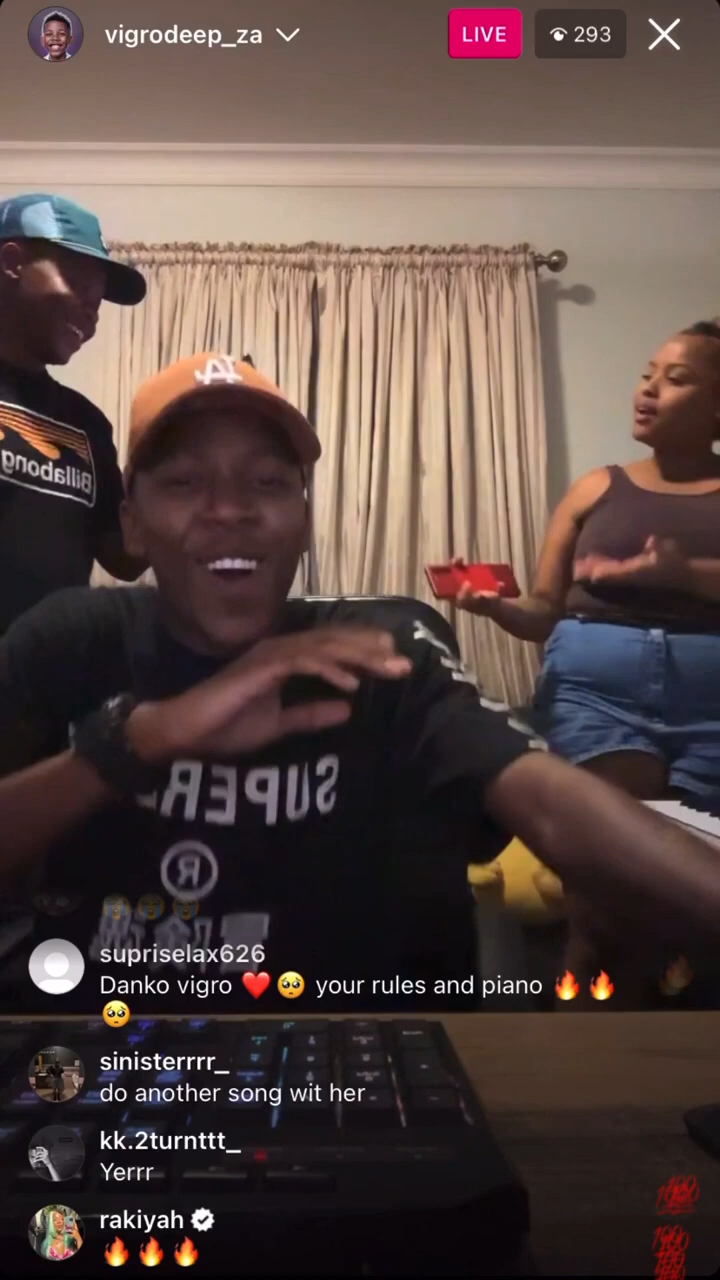 vigrodeep_za
LIVE
293
LA
Billabong
SUPER
®
supriselax626
Danko vigro ❤️🥺 your rules and piano 🔥🔥
🥺
sinisterrrr_
do another song wit her
kk.2turnttt_
Yerrr
rakiyah
🔥🔥🔥